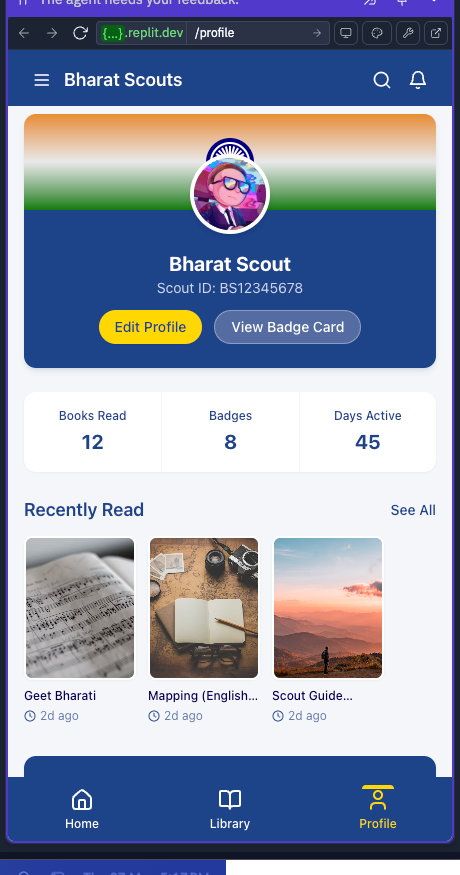 The agent needs your feedback.
{...}.replit.dev /profile
Bharat Scouts
Bharat Scout
Scout ID: BS12345678
Edit Profile
View Badge Card
Books Read
12
Badges
8
Days Active
45
Recently Read
See All
Geet Bharati
2d ago
Mapping (English...
2d ago
Scout Guide...
2d ago
Home
Library
Profile